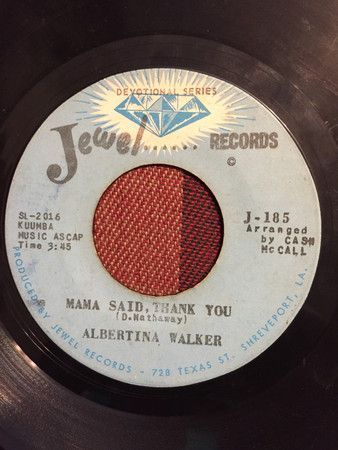 DEVOTIONAL SERIES
Jewel...... RECORDS
©
SL-2016
KUUMBA
MUSIC ASCAP
Time 3:45
J-185
Arranged
by CASH
McCALL
MAMA SAID, THANK YOU
(D. Hathaway)
ALBERTINA WALKER
PRODUCED BY JEWEL RECORDS - 728 TEXAS ST. SHREVEPORT, LA.